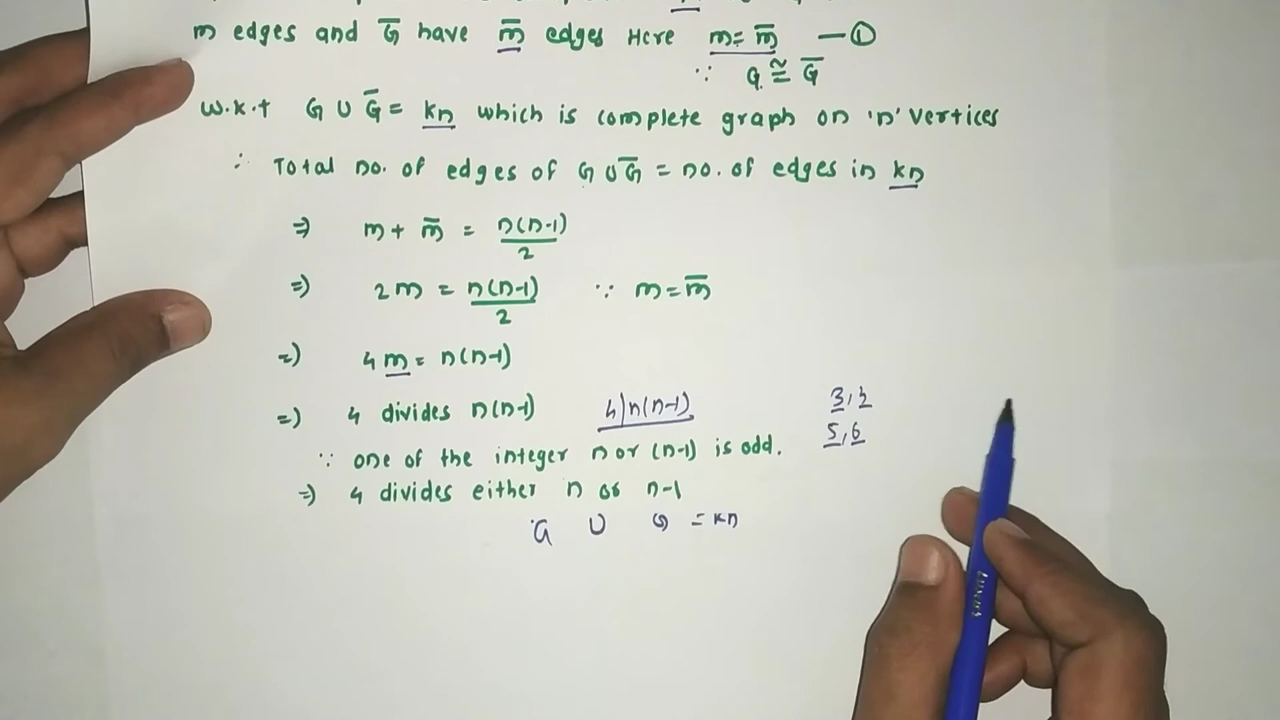 m edges and G̅ have m̅ edges Here m = m̅ —①
∵ G ≅ G̅
W.K.t G ∪ G̅ = kn which is complete graph on 'n' vertices
∴ Total no. of edges of G ∪ G̅ = no. of edges in kn
⇒ m + m̅ = n(n-1)/2
⇒ 2m = n(n-1)/2 ∵ m = m̅
=) 4m = n(n-1)
=) 4 divides n(n-1) 4|n(n-1) 3,2
∵ one of the integer n or (n-1) is odd. 5,6
=) 4 divides either n or n-1
G ∪ G = kn